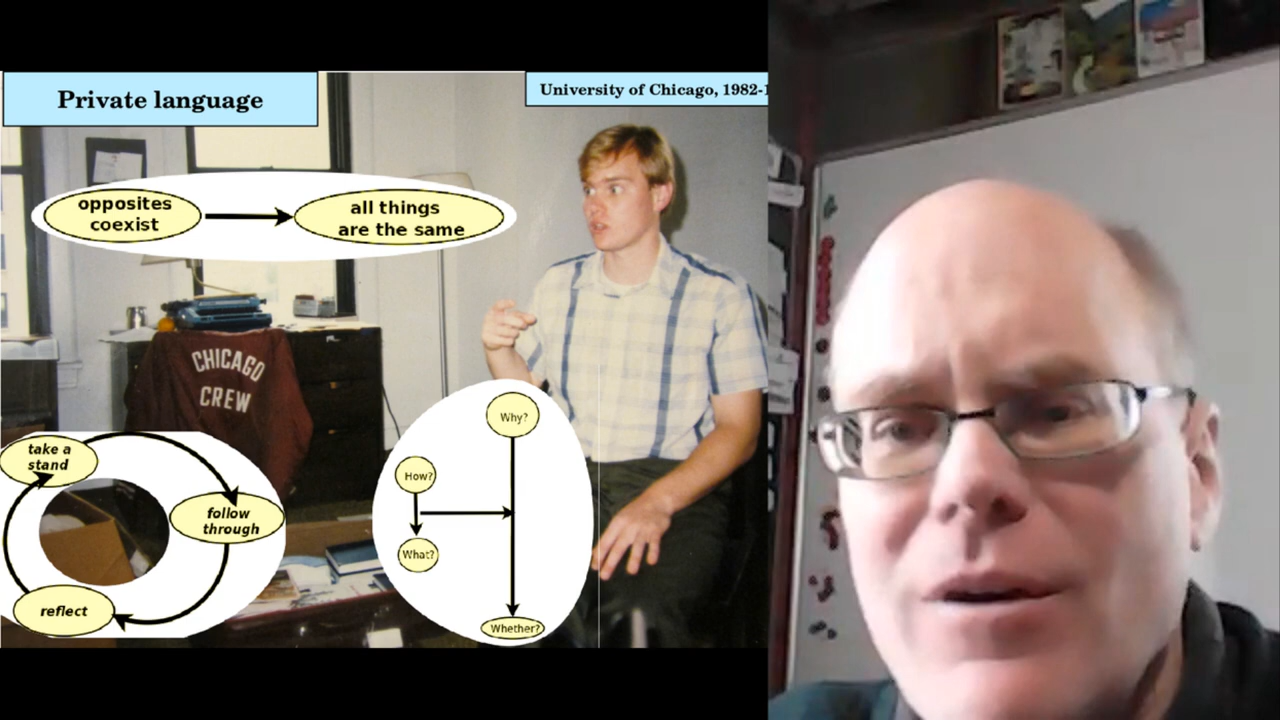 Private language
University of Chicago, 1982-1
opposites
coexist
all things
are the same
CHICAGO
CREW
take a
stand
follow
through
reflect
Why?
How?
What?
Whether?